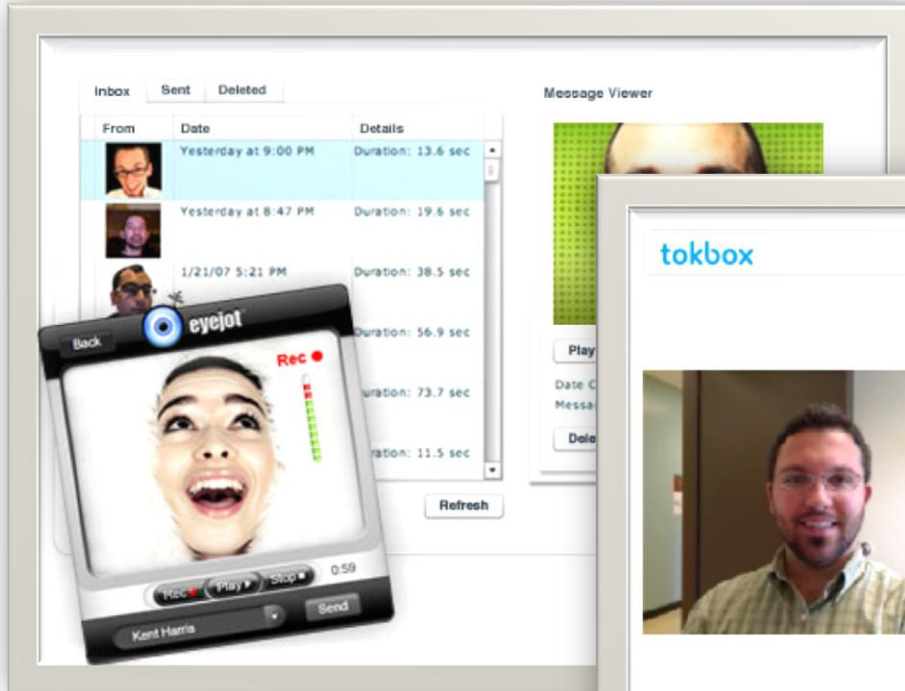 Inbox Sent Deleted
Message Viewer
From Date Details
Yesterday at 9:00 PM Duration: 13.6 sec
Yesterday at 8:47 PM Duration: 19.6 sec
1/21/07 5:21 PM Duration: 38.5 sec
Duration: 56.9 sec
uration: 73.7 sec
ration: 11.5 sec
Refresh
Play
Date C
Messa
Dele
Back
eyejot
Rec
Rec Play Stop 0:59
Kent Harris Send
tokbox